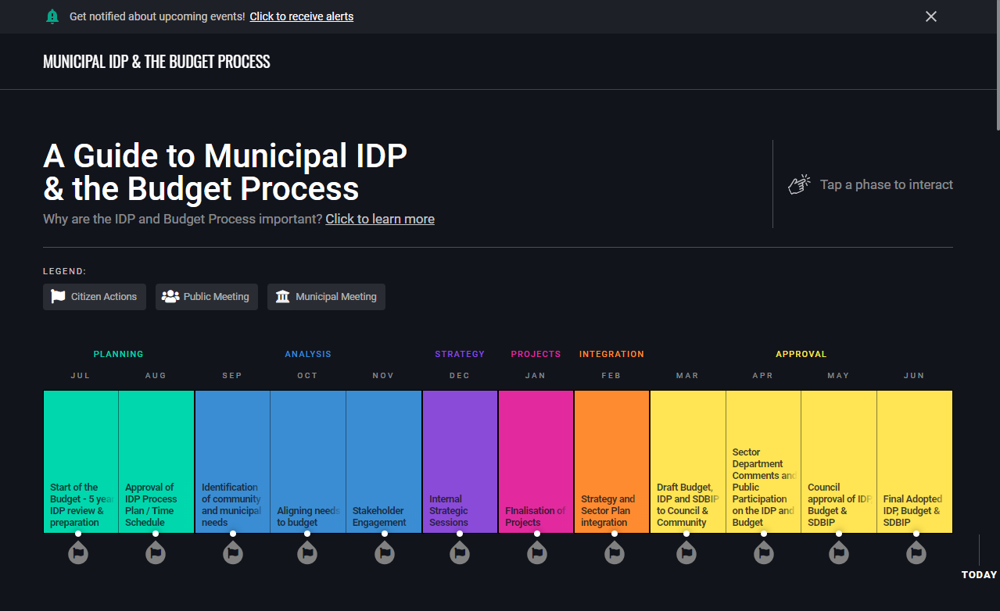 Get notified about upcoming events! Click to receive alerts
MUNICIPAL IDP & THE BUDGET PROCESS
A Guide to Municipal IDP
& the Budget Process
Why are the IDP and Budget Process important? Click to learn more
Tap a phase to interact
LEGEND:
Citizen Actions
Public Meeting
Municipal Meeting
PLANNING
ANALYSIS
STRATEGY
PROJECTS
INTEGRATION
APPROVAL
JUL
AUG
SEP
OCT
NOV
DEC
JAN
FEB
MAR
APR
MAY
JUN
Start of the
Budget - 5 year
IDP review &
preparation
Approval of
IDP Process
Plan / Time
Schedule
Identification
of community
and municipal
needs
Aligning needs
to budget
Stakeholder
Engagement
Internal
Strategic
Sessions
FInalisation of
Projects
Strategy and
Sector Plan
integration
Draft Budget,
IDP and SDBIP
to Council &
Community
Sector
Department
Comments and
Public
Participation
on the IDP and
Budget
Council
approval of IDP,
Budget &
SDBIP
Final Adopted
IDP, Budget &
SDBIP
TODAY